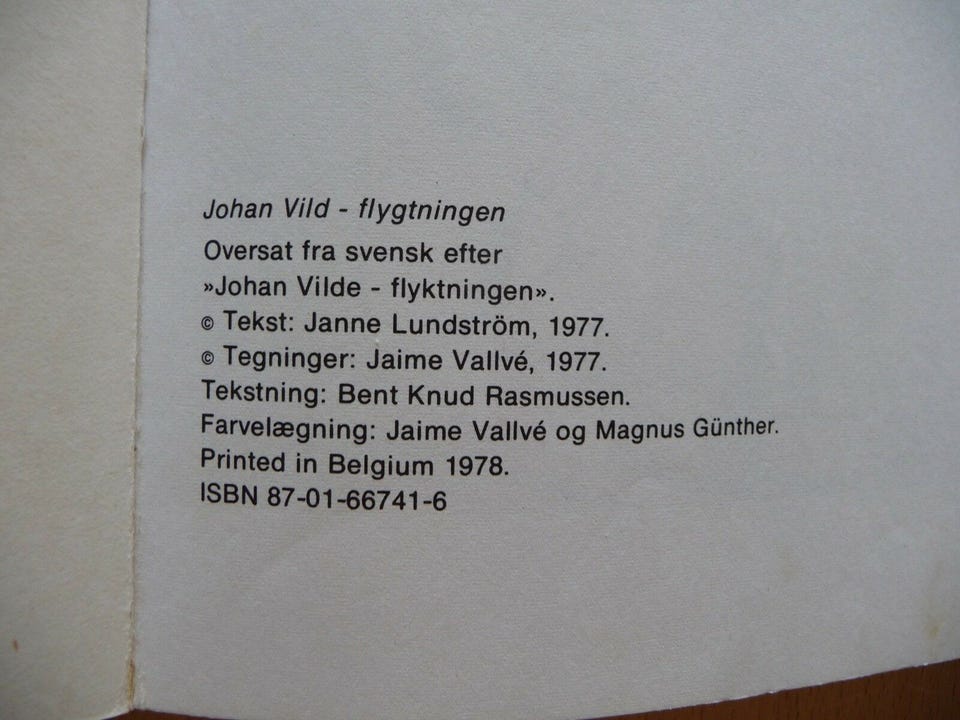 Johan Vild - flygtningen
Oversat fra svensk efter
»Johan Vilde - flyktningen».
© Tekst: Janne Lundström, 1977.
© Tegninger: Jaime Vallvé, 1977.
Tekstning: Bent Knud Rasmussen.
Farvelægning: Jaime Vallvé og Magnus Günther.
Printed in Belgium 1978.
ISBN 87-01-66741-6